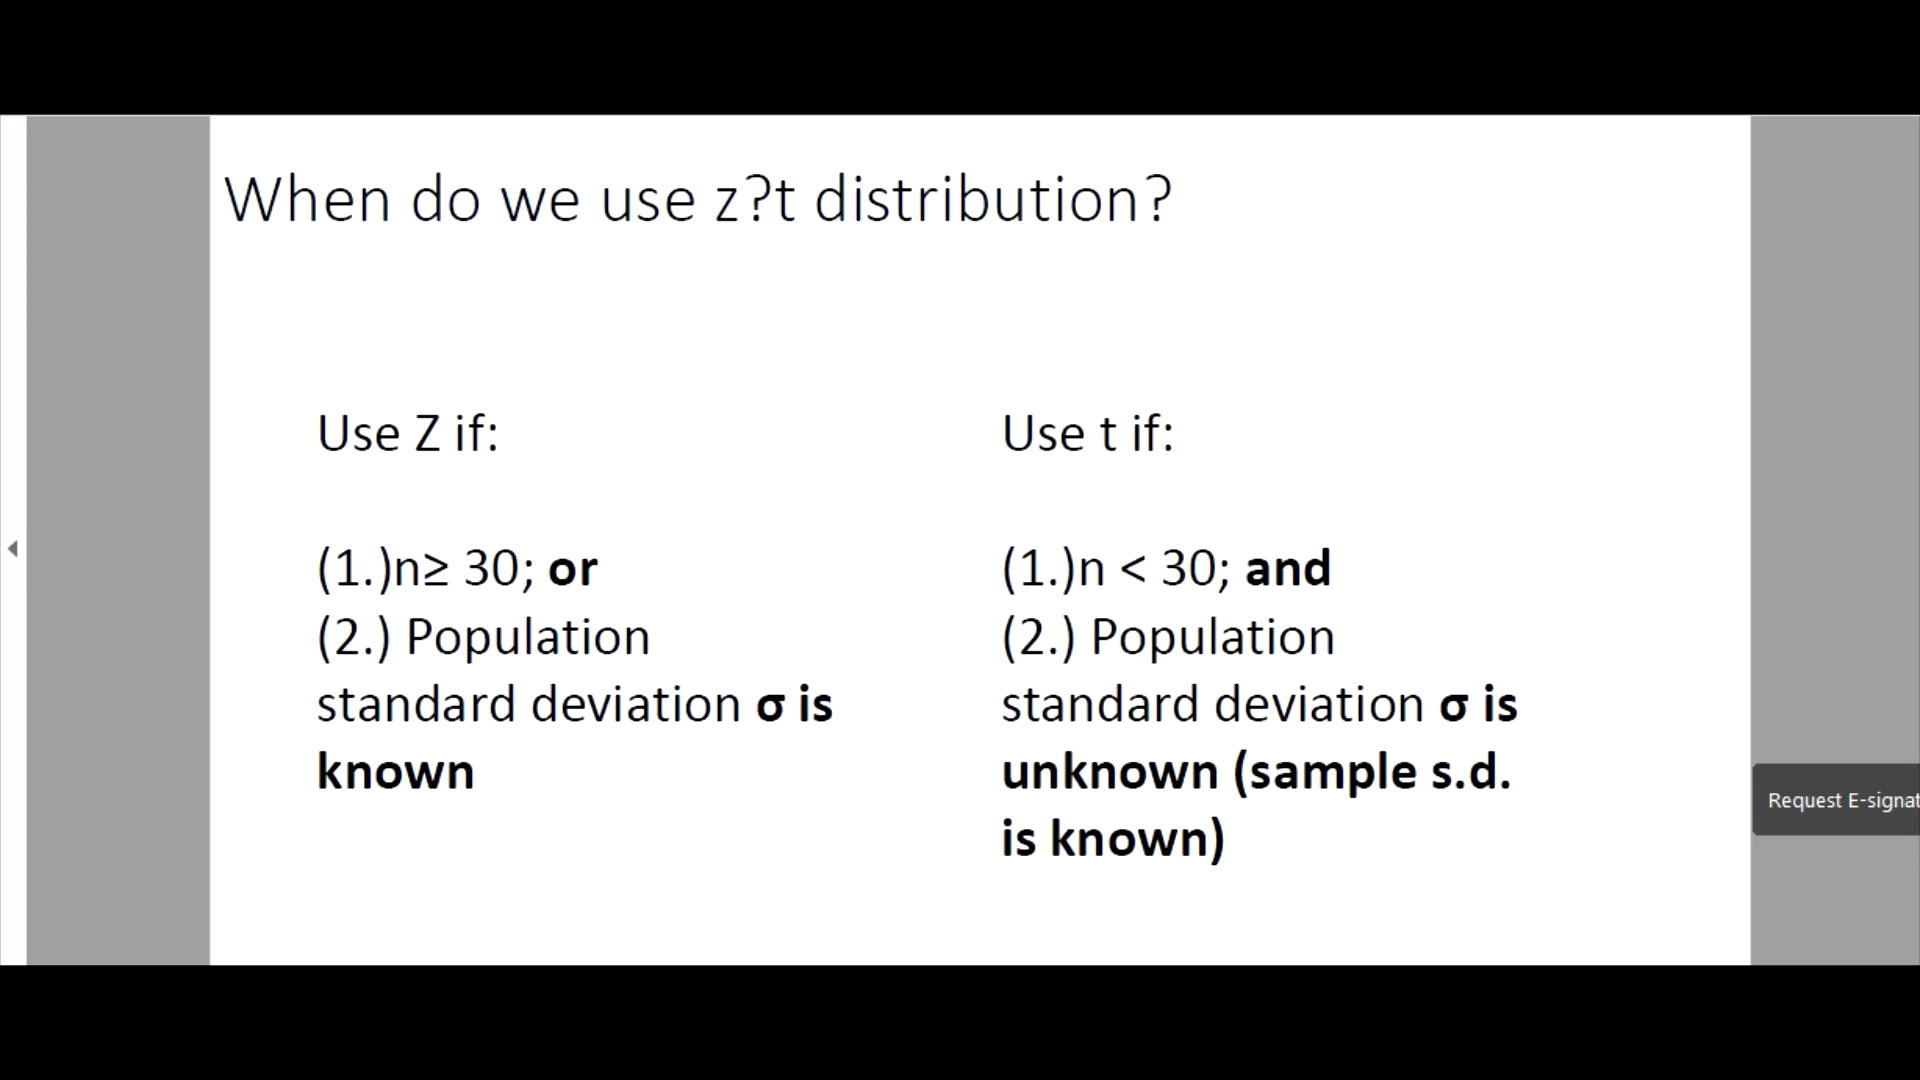 When do we use z?t distribution?
Use Z if:
(1.)n≥ 30; or
(2.) Population
standard deviation σ is
known
Use t if:
(1.)n < 30; and
(2.) Population
standard deviation σ is
unknown (sample s.d.
is known)
Request E-signat